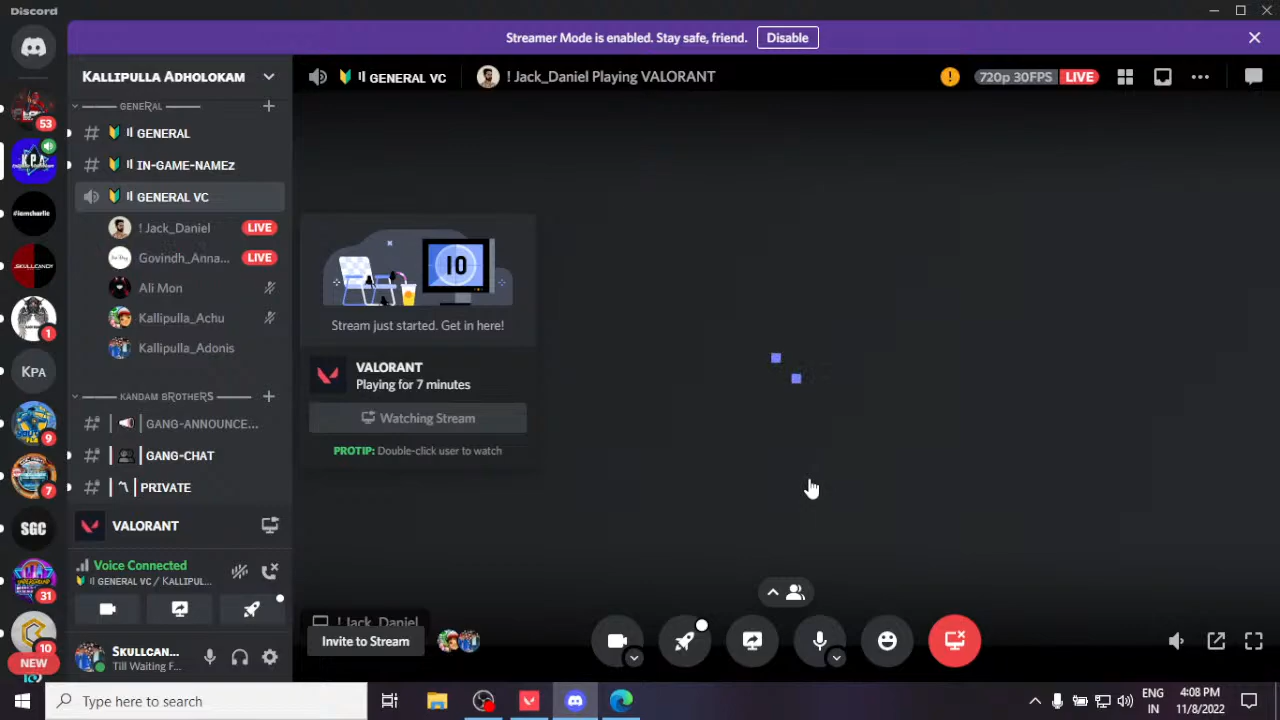 Discord
Streamer Mode is enabled. Stay safe, friend.
Disable
KALLIPULLA ADHOLOKAM
GENERAL VC
! Jack_Daniel Playing VALORANT
720p 30FPS
LIVE
GENERAL
GENERAL
IN-GAME-NAMEz
GENERAL VC
! Jack_Daniel
LIVE
Govindh_Anna...
LIVE
Ali Mon
Kallipulla_Achu
Kallipulla_Adonis
KANDAM BROTHERS
GANG-ANNOUNCE...
GANG-CHAT
PRIVATE
VALORANT
Voice Connected
GENERAL VC / KALLIPUL...
SKULLCAN...
Till Waiting F...
53
KPA
#iamcharlie
SKULLCANDY
1
KPA
9
7
SGC
31
10
NEW
10
Stream just started. Get in here!
VALORANT
Playing for 7 minutes
Watching Stream
PROTIP: Double-click user to watch
! Jack_Daniel
Invite to Stream
Type here to search
ENG
IN
4:08 PM
11/8/2022